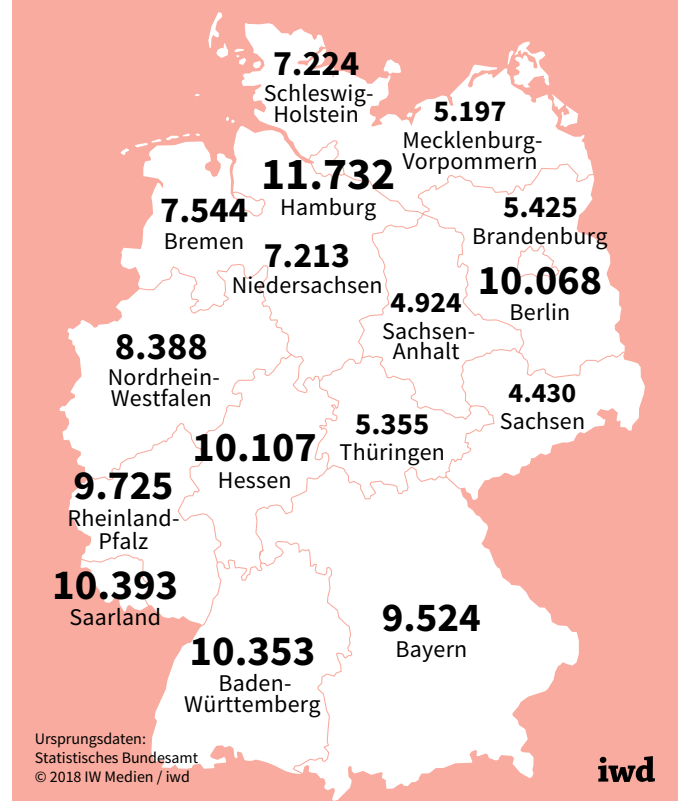 7.224
Schleswig-
Holstein
5.197
Mecklenburg-
Vorpommern
11.732
Hamburg
7.544
Bremen
5.425
Brandenburg
7.213
Niedersachsen
10.068
Berlin
4.924
Sachsen-
Anhalt
8.388
Nordrhein-
Westfalen
4.430
Sachsen
5.355
Thüringen
10.107
Hessen
9.725
Rheinland-
Pfalz
10.393
Saarland
9.524
Bayern
10.353
Baden-
Württemberg
Ursprungsdaten:
Statistisches Bundesamt
© 2018 IW Medien / iwd
iwd